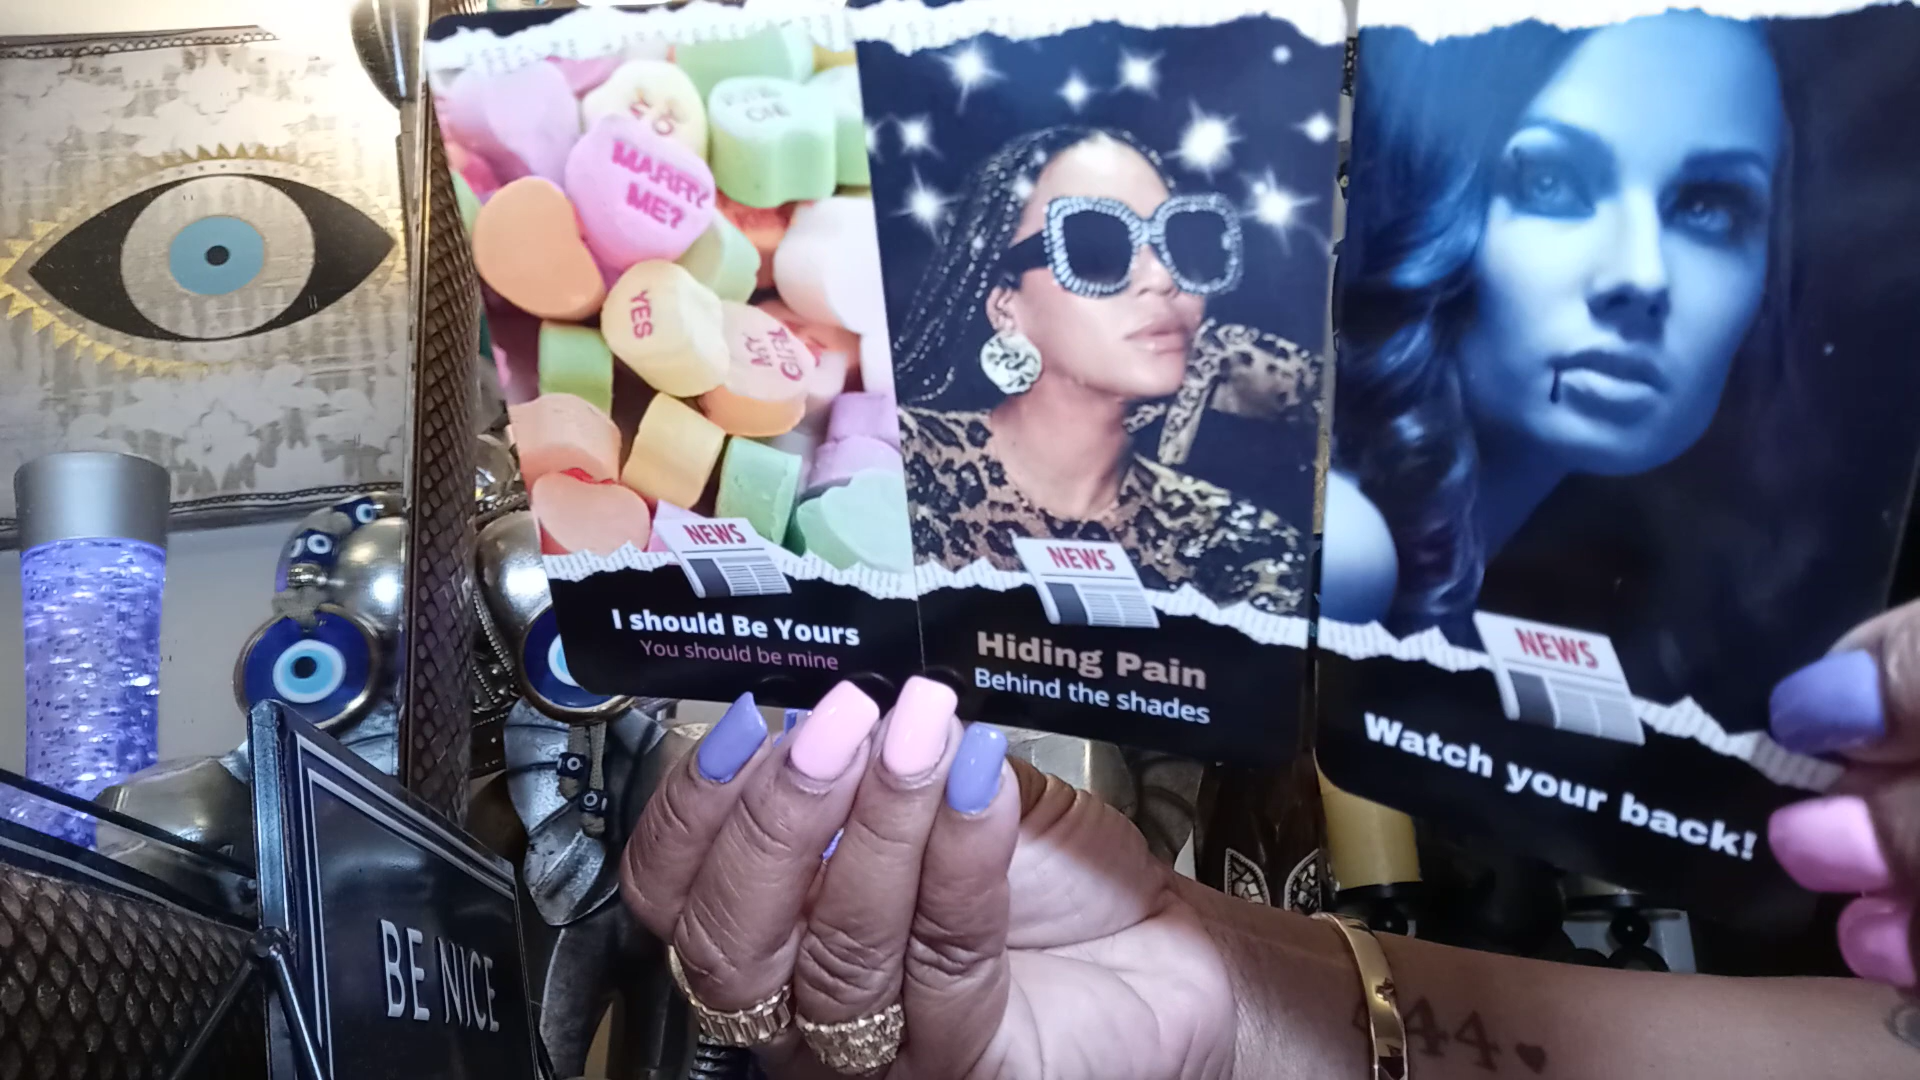 MARRY
ME?
YES
MY
GIRL
NEWS
I should Be Yours
You should be mine
NEWS
Hiding Pain
Behind the shades
NEWS
Watch your back!
BE NICE
44